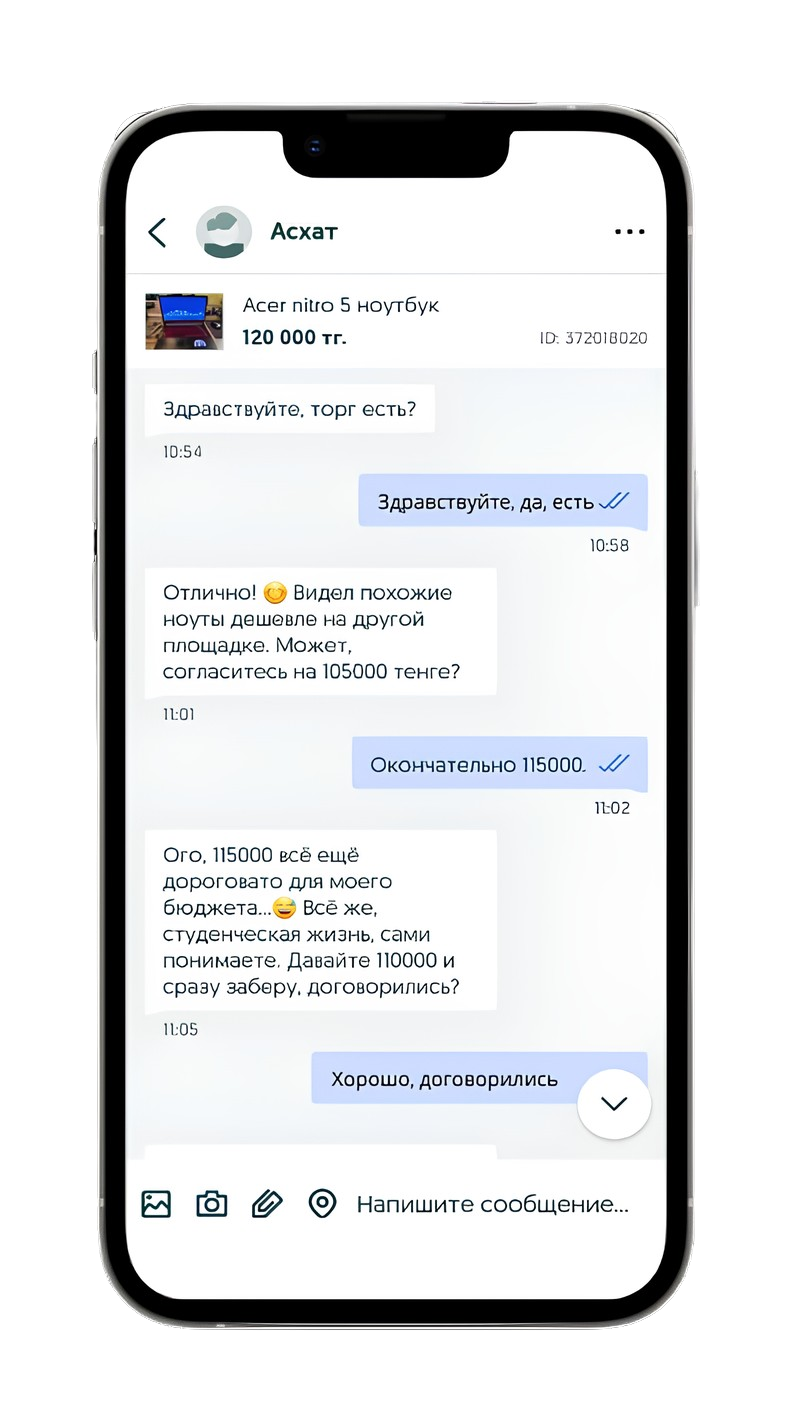 Асхат
Acer nitro 5 ноутбук
120 000 тг.
ID: 372018020
Здравствуйте, торг есть?
10:54
Здравствуйте, да, есть
10:58
Отлично! 😊 Видел похожие
ноуты дешевле на другой
площадке. Может,
согласитесь на 105000 тенге?
11:01
Окончательно 115000.
11:02
Ого, 115000 всё ещё
дороговато для моего
бюджета...😅 Всё же,
студенческая жизнь, сами
понимаете. Давайте 110000 и
сразу заберу, договорились?
11:05
Хорошо, договорились
Напишите сообщение...